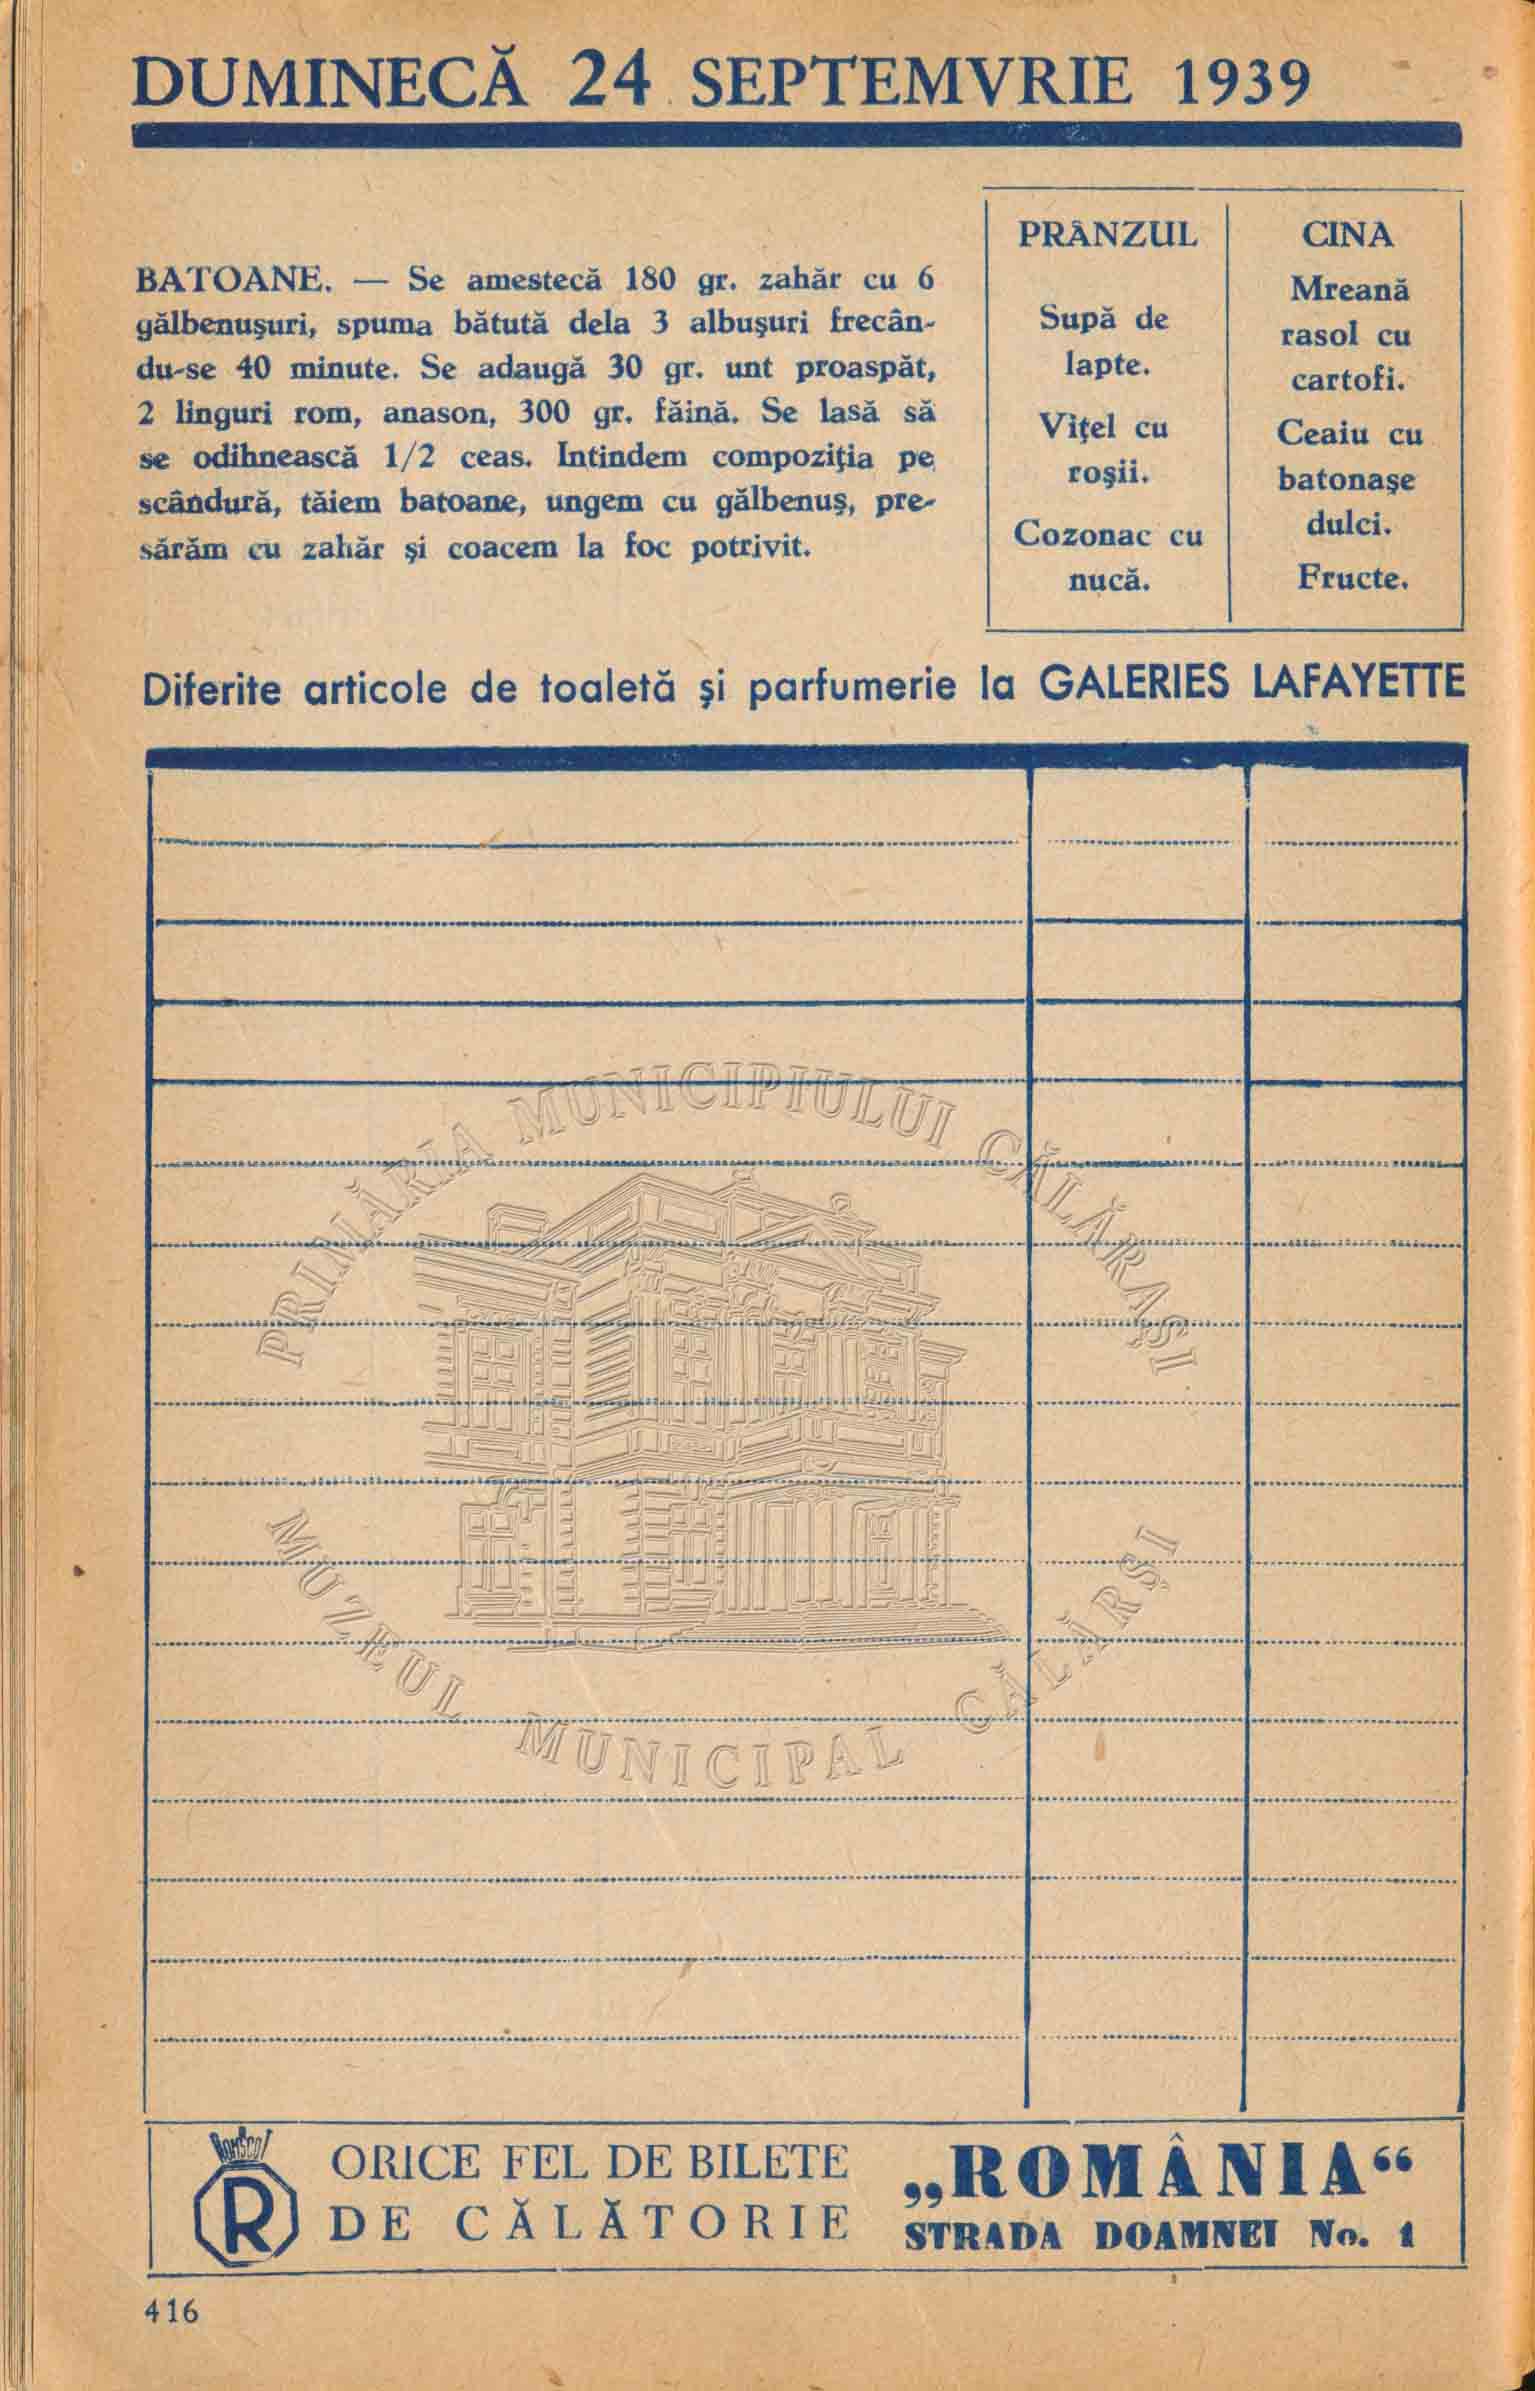 DUMINECĂ 24 SEPTEMVRIE 1939
BATOANE. — Se amestecă 180 gr. zahăr cu 6
gălbenuşuri, spuma bătută dela 3 albuşuri frecân-
du-se 40 minute. Se adaugă 30 gr. unt proaspăt,
2 linguri rom, anason, 300 gr. făină. Se lasă să
se odihnească 1/2 ceas. Intindem compoziţia pe
scândură, tăiem batoane, ungem cu gălbenuş, pre-
sărăm cu zahăr şi coacem la foc potrivit.
PRÂNZUL
Supă de
lapte.
Viţel cu
roşii.
Cozonac cu
nucă.
CINA
Mreană
rasol cu
cartofi.
Ceaiu cu
batonaşe
dulci.
Fructe.
Diferite articole de toaletă şi parfumerie la GALERIES LAFAYETTE
PRIMĂRIA MUNICIPIULUI CĂLĂRAŞI
MUZEUL MUNICIPAL CĂLĂRŞI
ROMSCOT
R
ORICE FEL DE BILETE
DE CĂLĂTORIE
„ROMÂNIA“
STRADA DOAMNEI No. 1
416